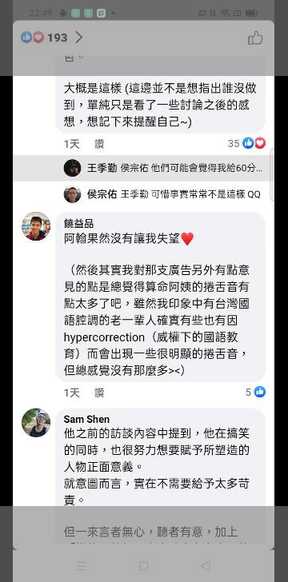 22:49
193
大概是這樣 (這邊並不是想指出誰沒做
到，單純只是看了一些討論之後的感
想，想記下來提醒自己~)
1天 讚 35
王季勤 侯宗佑 他們可能會覺得我給60分...
侯宗佑 王季勤 可惜事實常常不是這樣 QQ
饒益品
阿翰果然沒有讓我失望❤️
（然後其實我對那支廣告另外有點意
見的點是總覺得算命阿姨的捲舌音有
點太多了吧，雖然我印象中有台灣國
語腔調的老一輩人確實有些也有因
hypercorrection（威權下的國語教
育）而會出現一些很明顯的捲舌音，
但總感覺沒有那麼多><）
1天 讚 5
Sam Shen
他之前的訪談內容中提到，他在搞笑
的同時，也很努力想要賦予所塑造的
人物正面意義。
就意圖而言，實在不需要給予太多苛
責。
但一來言者無心，聽者有意，加上